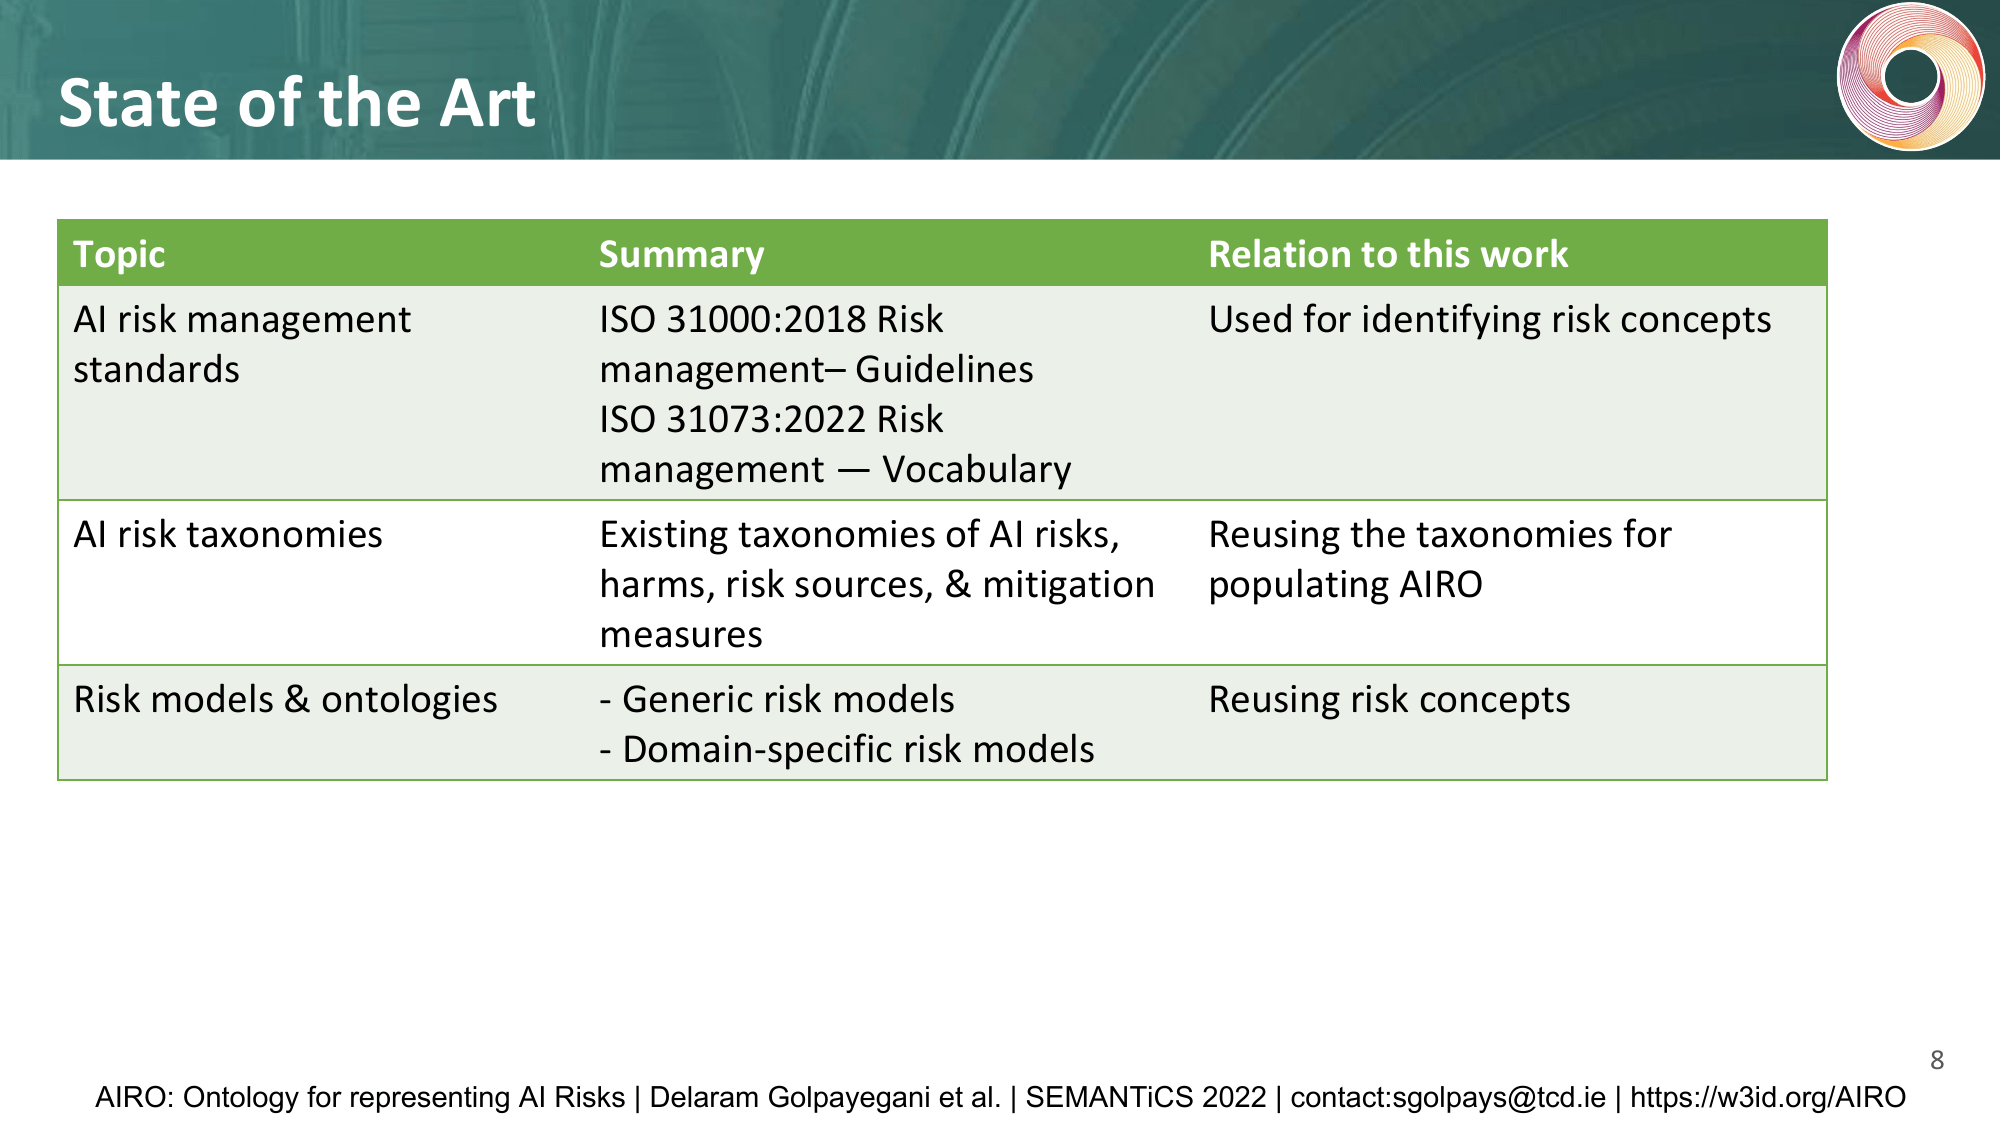 State of the Art
Topic
Summary
Relation to this work
AI risk management
standards
ISO 31000:2018 Risk
management– Guidelines
ISO 31073:2022 Risk
management — Vocabulary
Used for identifying risk concepts
AI risk taxonomies
Existing taxonomies of AI risks,
harms, risk sources, & mitigation
measures
Reusing the taxonomies for
populating AIRO
Risk models & ontologies
- Generic risk models
- Domain-specific risk models
Reusing risk concepts
8
AIRO: Ontology for representing AI Risks | Delaram Golpayegani et al. | SEMANTiCS 2022 | contact:sgolpays@tcd.ie | https://w3id.org/AIRO